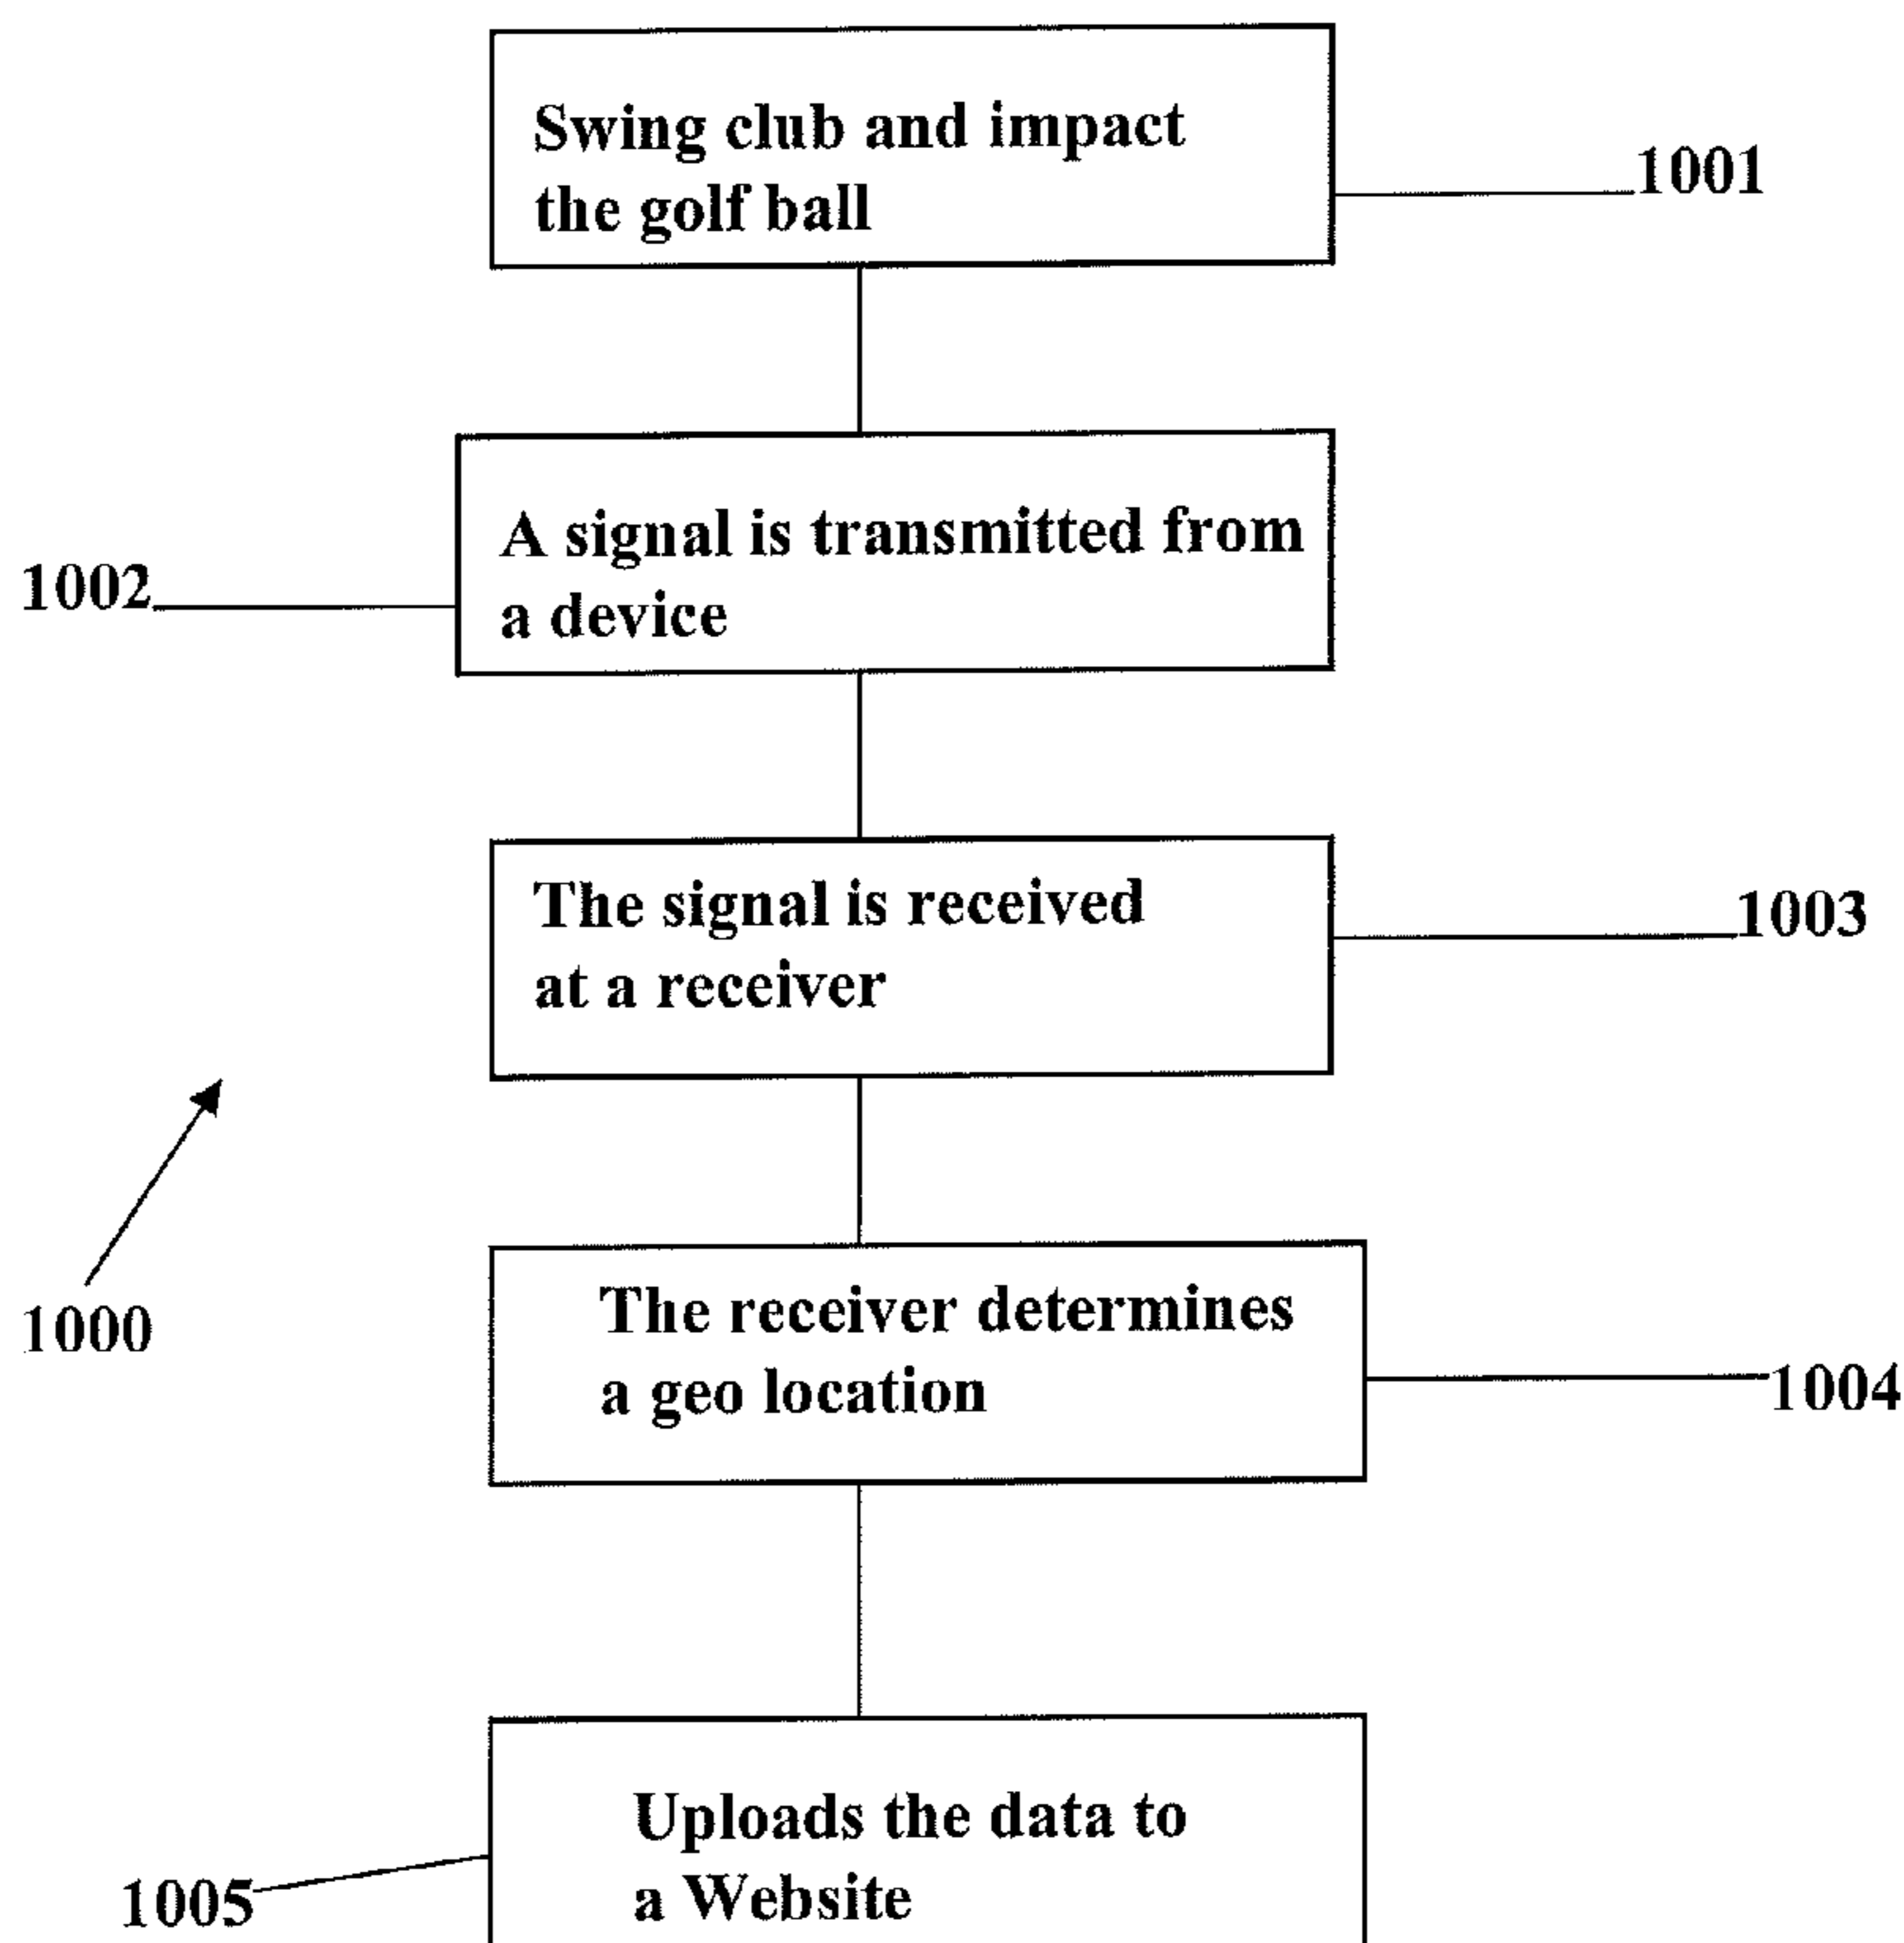 Swing club and impact
the golf ball
1001
A signal is transmitted from
a device
1002
The signal is received
at a receiver
1003
1000
The receiver determines
a geo location
1004
Uploads the data to
a Website
1005